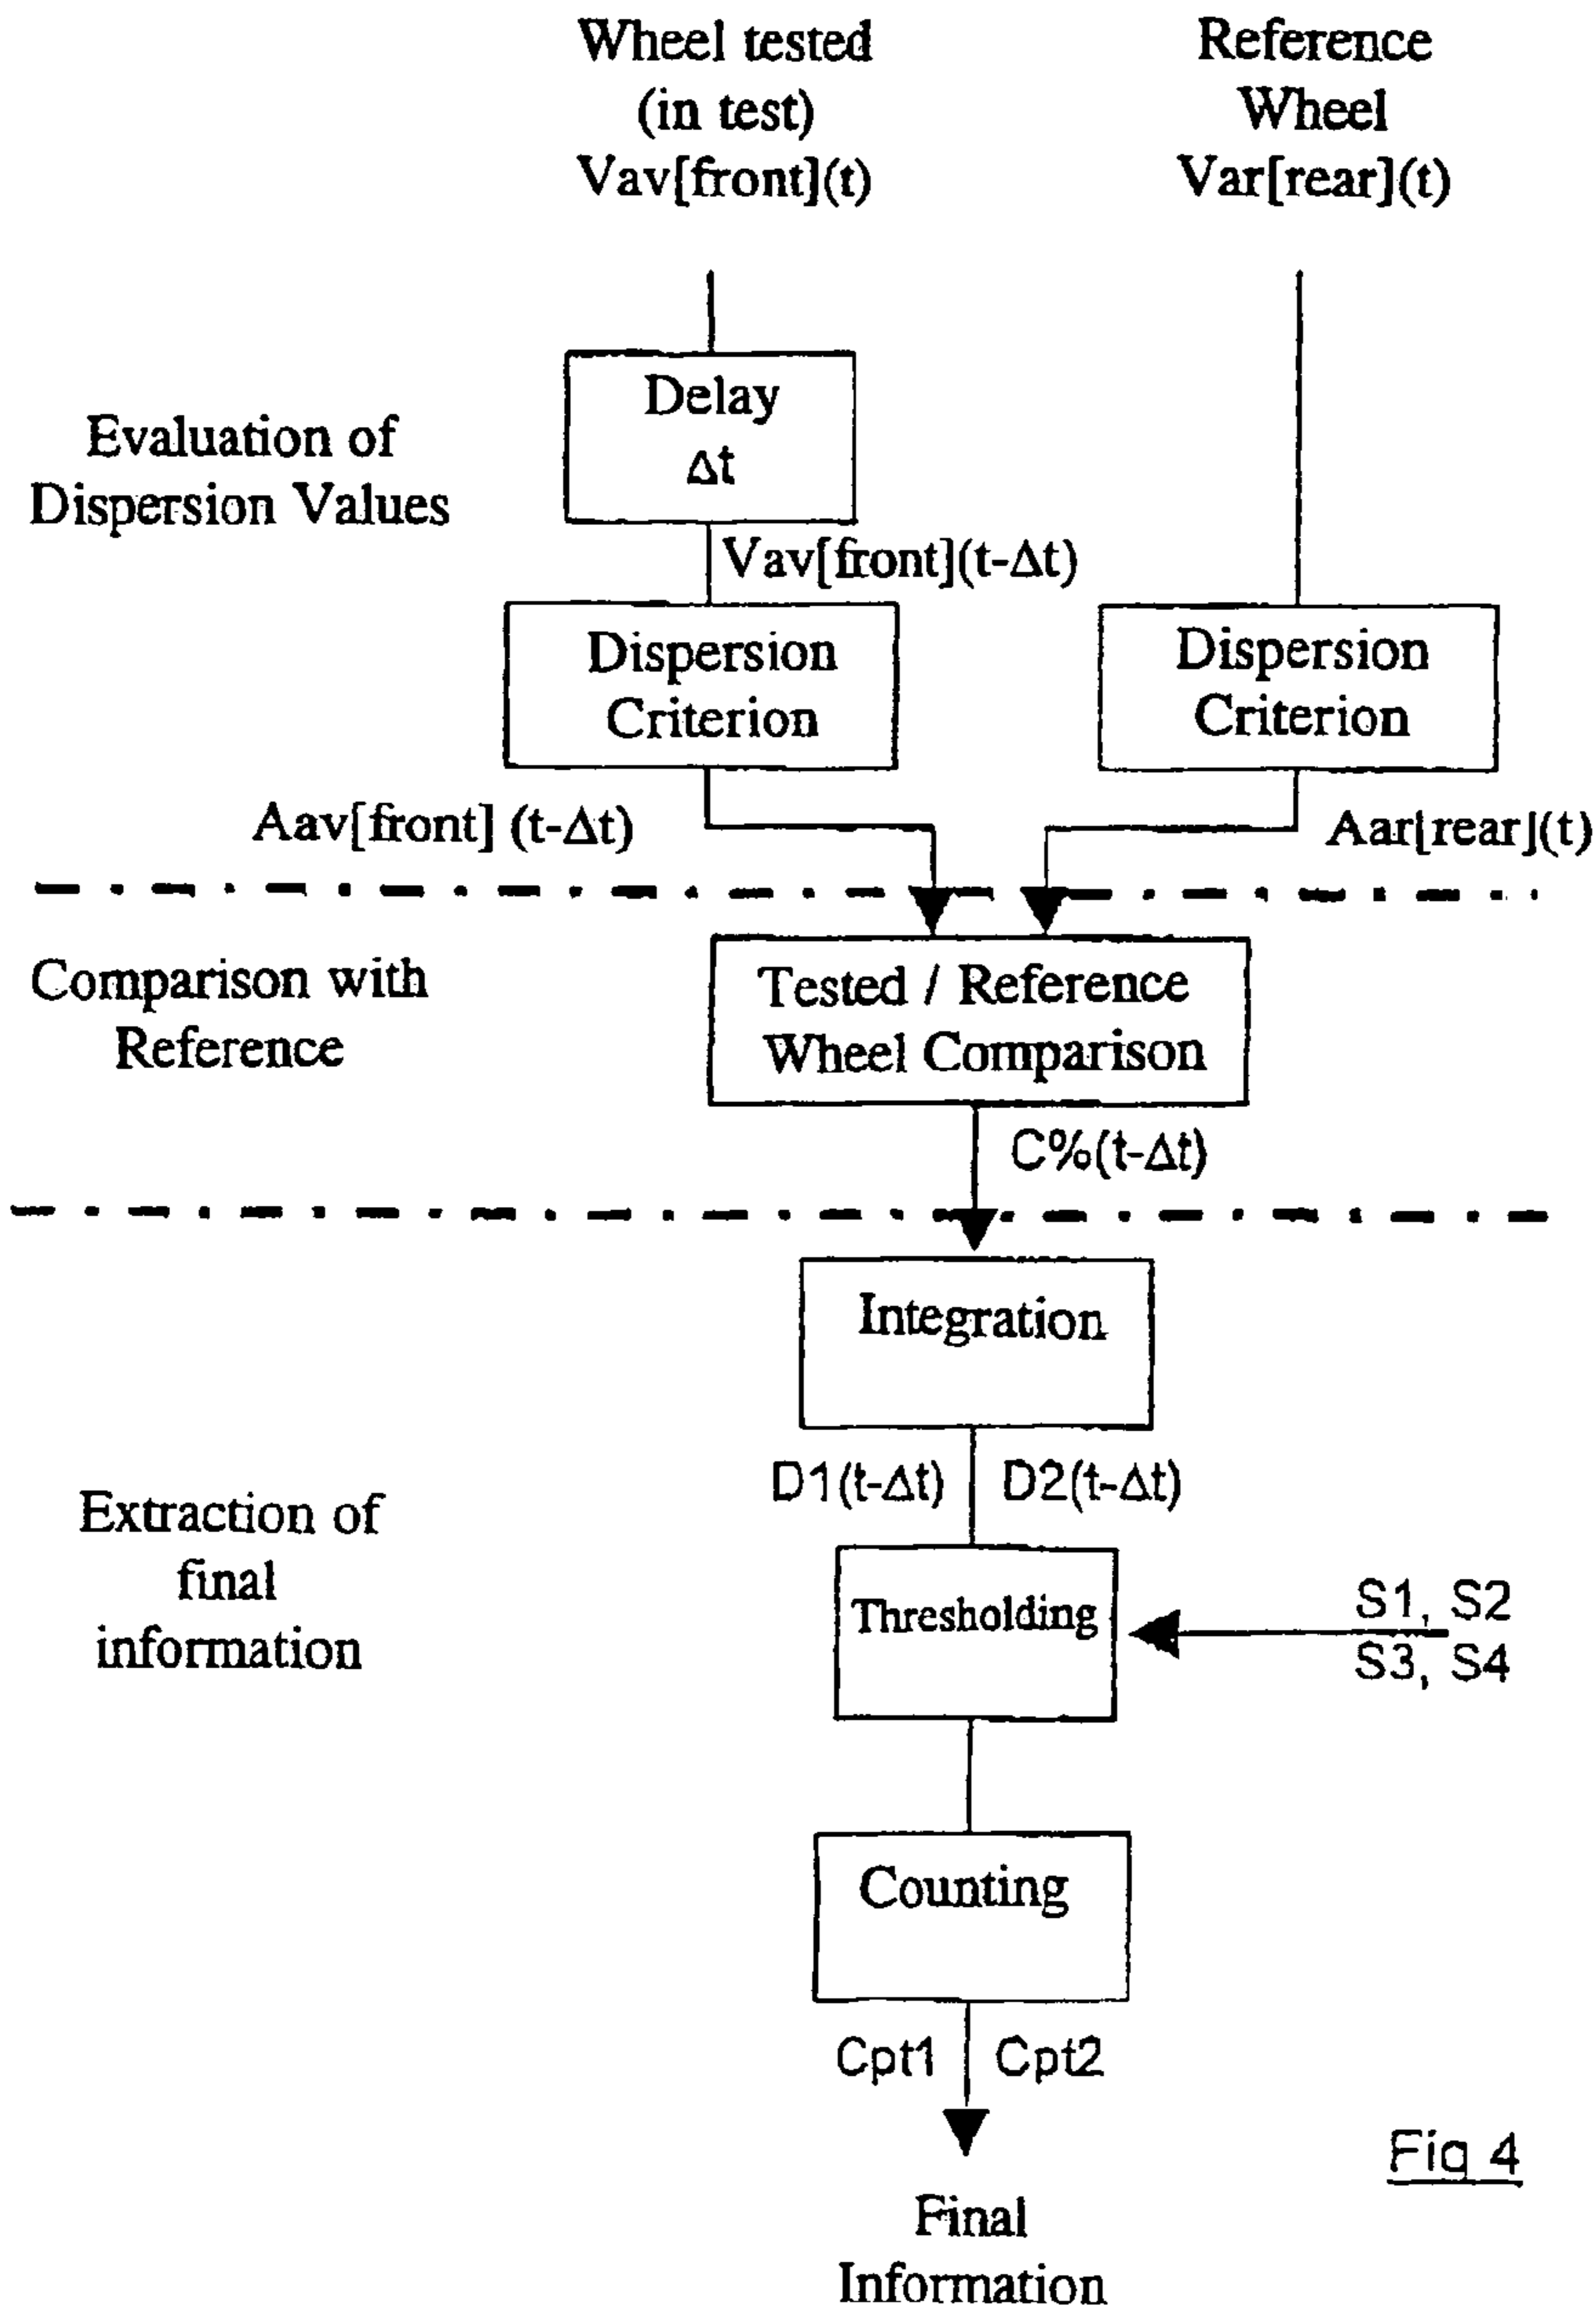 Wheel tested
(in test)
Vav[front](t)
Reference
Wheel
Var[rear](t)
Evaluation of
Dispersion Values
Delay
Δt
Vav[front](t-Δt)
Dispersion
Criterion
Dispersion
Criterion
Aav[front] (t-Δt)
Aar[rear](t)
Comparison with
Reference
Tested / Reference
Wheel Comparison
C%(t-Δt)
Integration
D1(t-Δt) D2(t-Δt)
Extraction of
final
information
Thresholding
S1, S2
S3, S4
Counting
Cpt1 Cpt2
Final
Information
Fig 4